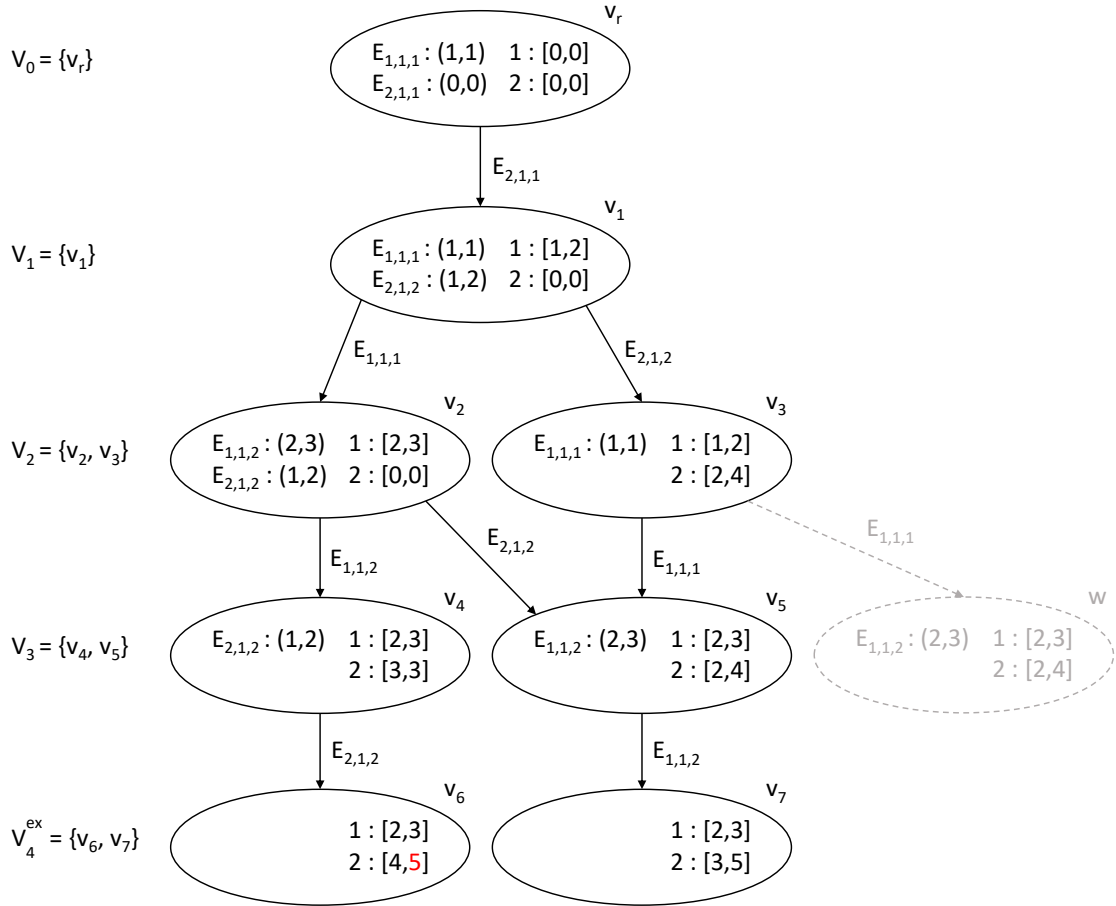 v_r
V_0 = {v_r}
E_{1,1,1} : (1,1) 1 : [0,0]
E_{2,1,1} : (0,0) 2 : [0,0]
E_{2,1,1}
v_1
V_1 = {v_1}
E_{1,1,1} : (1,1) 1 : [1,2]
E_{2,1,2} : (1,2) 2 : [0,0]
E_{1,1,1}
E_{2,1,2}
v_2
v_3
V_2 = {v_2, v_3}
E_{1,1,2} : (2,3) 1 : [2,3]
E_{2,1,2} : (1,2) 2 : [0,0]
E_{1,1,1} : (1,1) 1 : [1,2]
2 : [2,4]
E_{1,1,2}
E_{2,1,2}
E_{1,1,1}
E_{1,1,1}
v_4
v_5
w
V_3 = {v_4, v_5}
E_{2,1,2} : (1,2) 1 : [2,3]
2 : [3,3]
E_{1,1,2} : (2,3) 1 : [2,3]
2 : [2,4]
E_{1,1,2} : (2,3) 1 : [2,3]
2 : [2,4]
E_{2,1,2}
E_{1,1,2}
v_6
v_7
V_4^{ex} = {v_6, v_7}
1 : [2,3]
2 : [4,5]
1 : [2,3]
2 : [3,5]